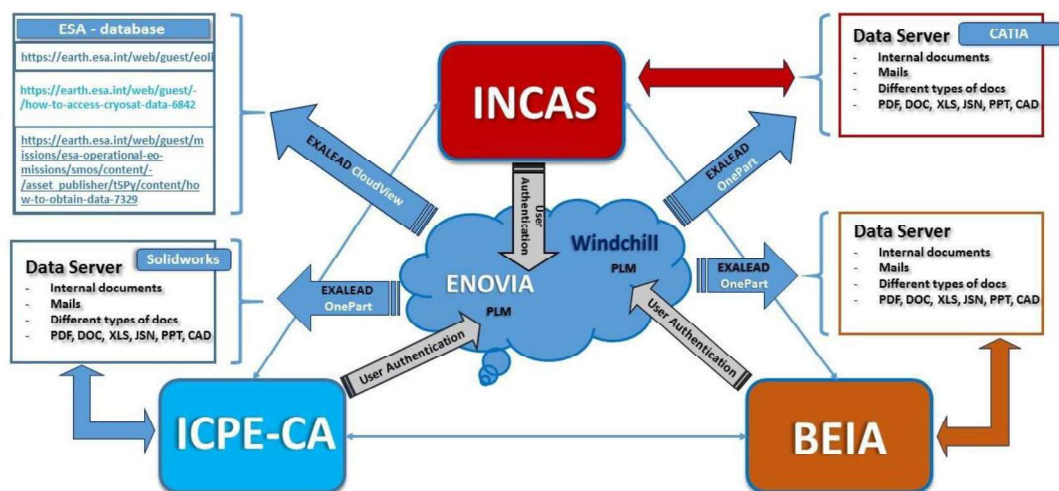 ESA - database
https://earth.esa.int/web/guest/eoli
https://earth.esa.int/web/guest/-
/how-to-access-cryosat-data-6842
https://earth.esa.int/web/guest/m
issions/esa-operational-eo-
missions/smos/content/-
/asset_publisher/t5Py/content/ho
w-to-obtain-data-7329
INCAS
Data Server
CATIA
- Internal documents
- Mails
- Different types of docs
- PDF, DOC, XLS, JSN, PPT, CAD
EXALEAD CloudView
User
Authentication
EXALEAD
OnePart
Data Server
Solidworks
- Internal documents
- Mails
- Different types of docs
- PDF, DOC, XLS, JSN, PPT, CAD
EXALEAD
OnePart
Windchill
PLM
ENOVIA
PLM
EXALEAD
OnePart
Data Server
- Internal documents
- Mails
- Different types of docs
- PDF, DOC, XLS, JSN, PPT, CAD
User Authentication
User Authentication
ICPE-CA
BEIA